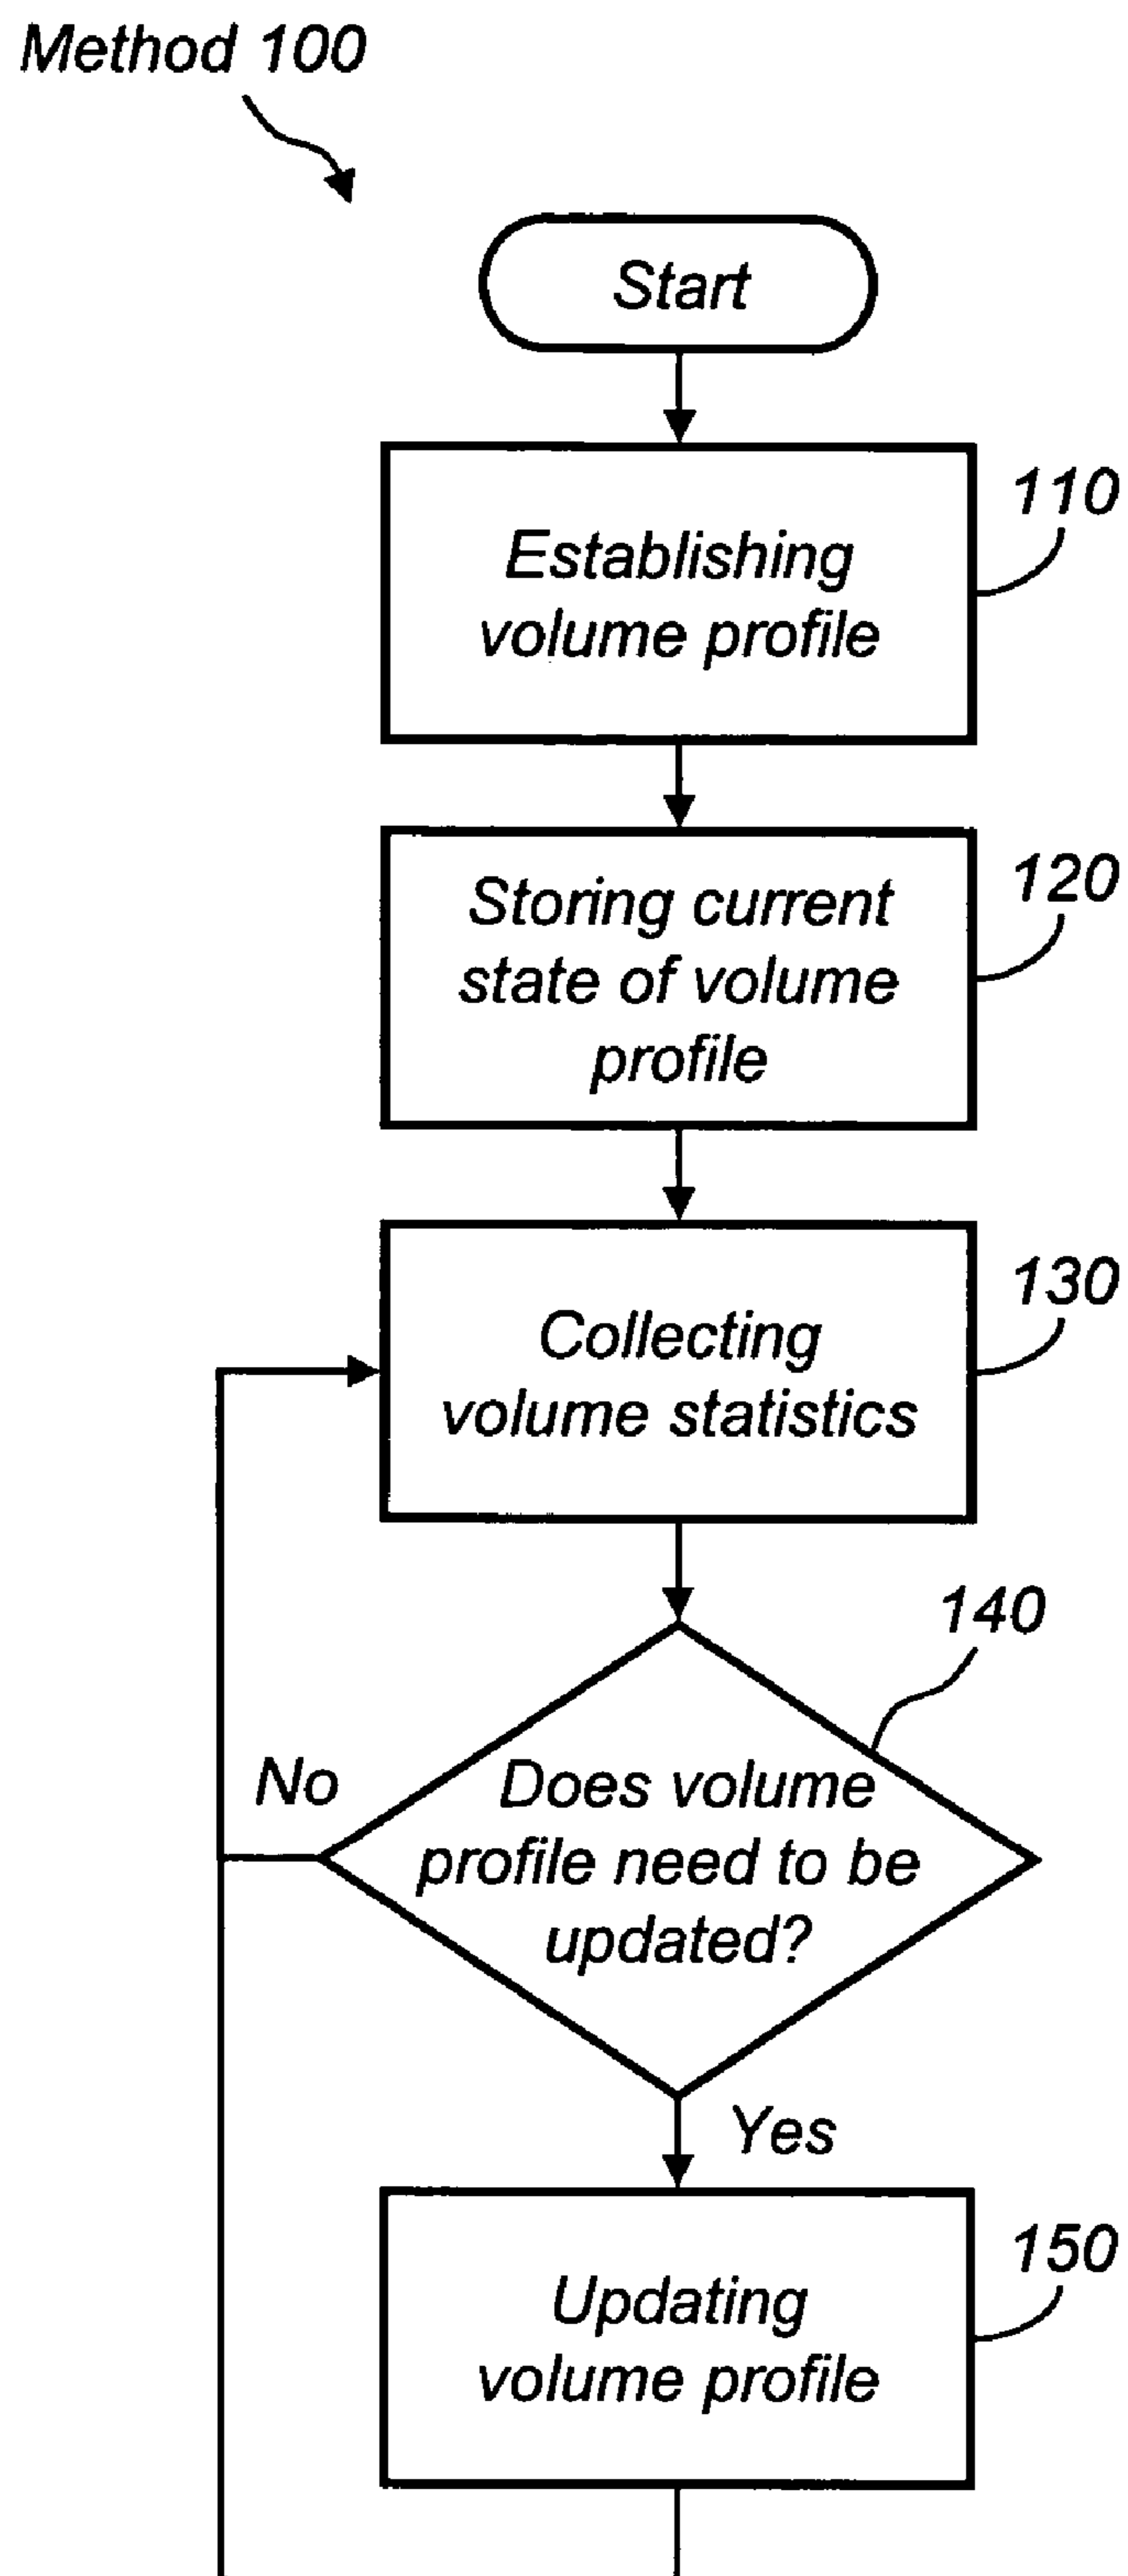 Method 100
Start
110
Establishing
volume profile
120
Storing current
state of volume
profile
130
Collecting
volume statistics
140
No
Does volume
profile need to be
updated?
Yes
150
Updating
volume profile